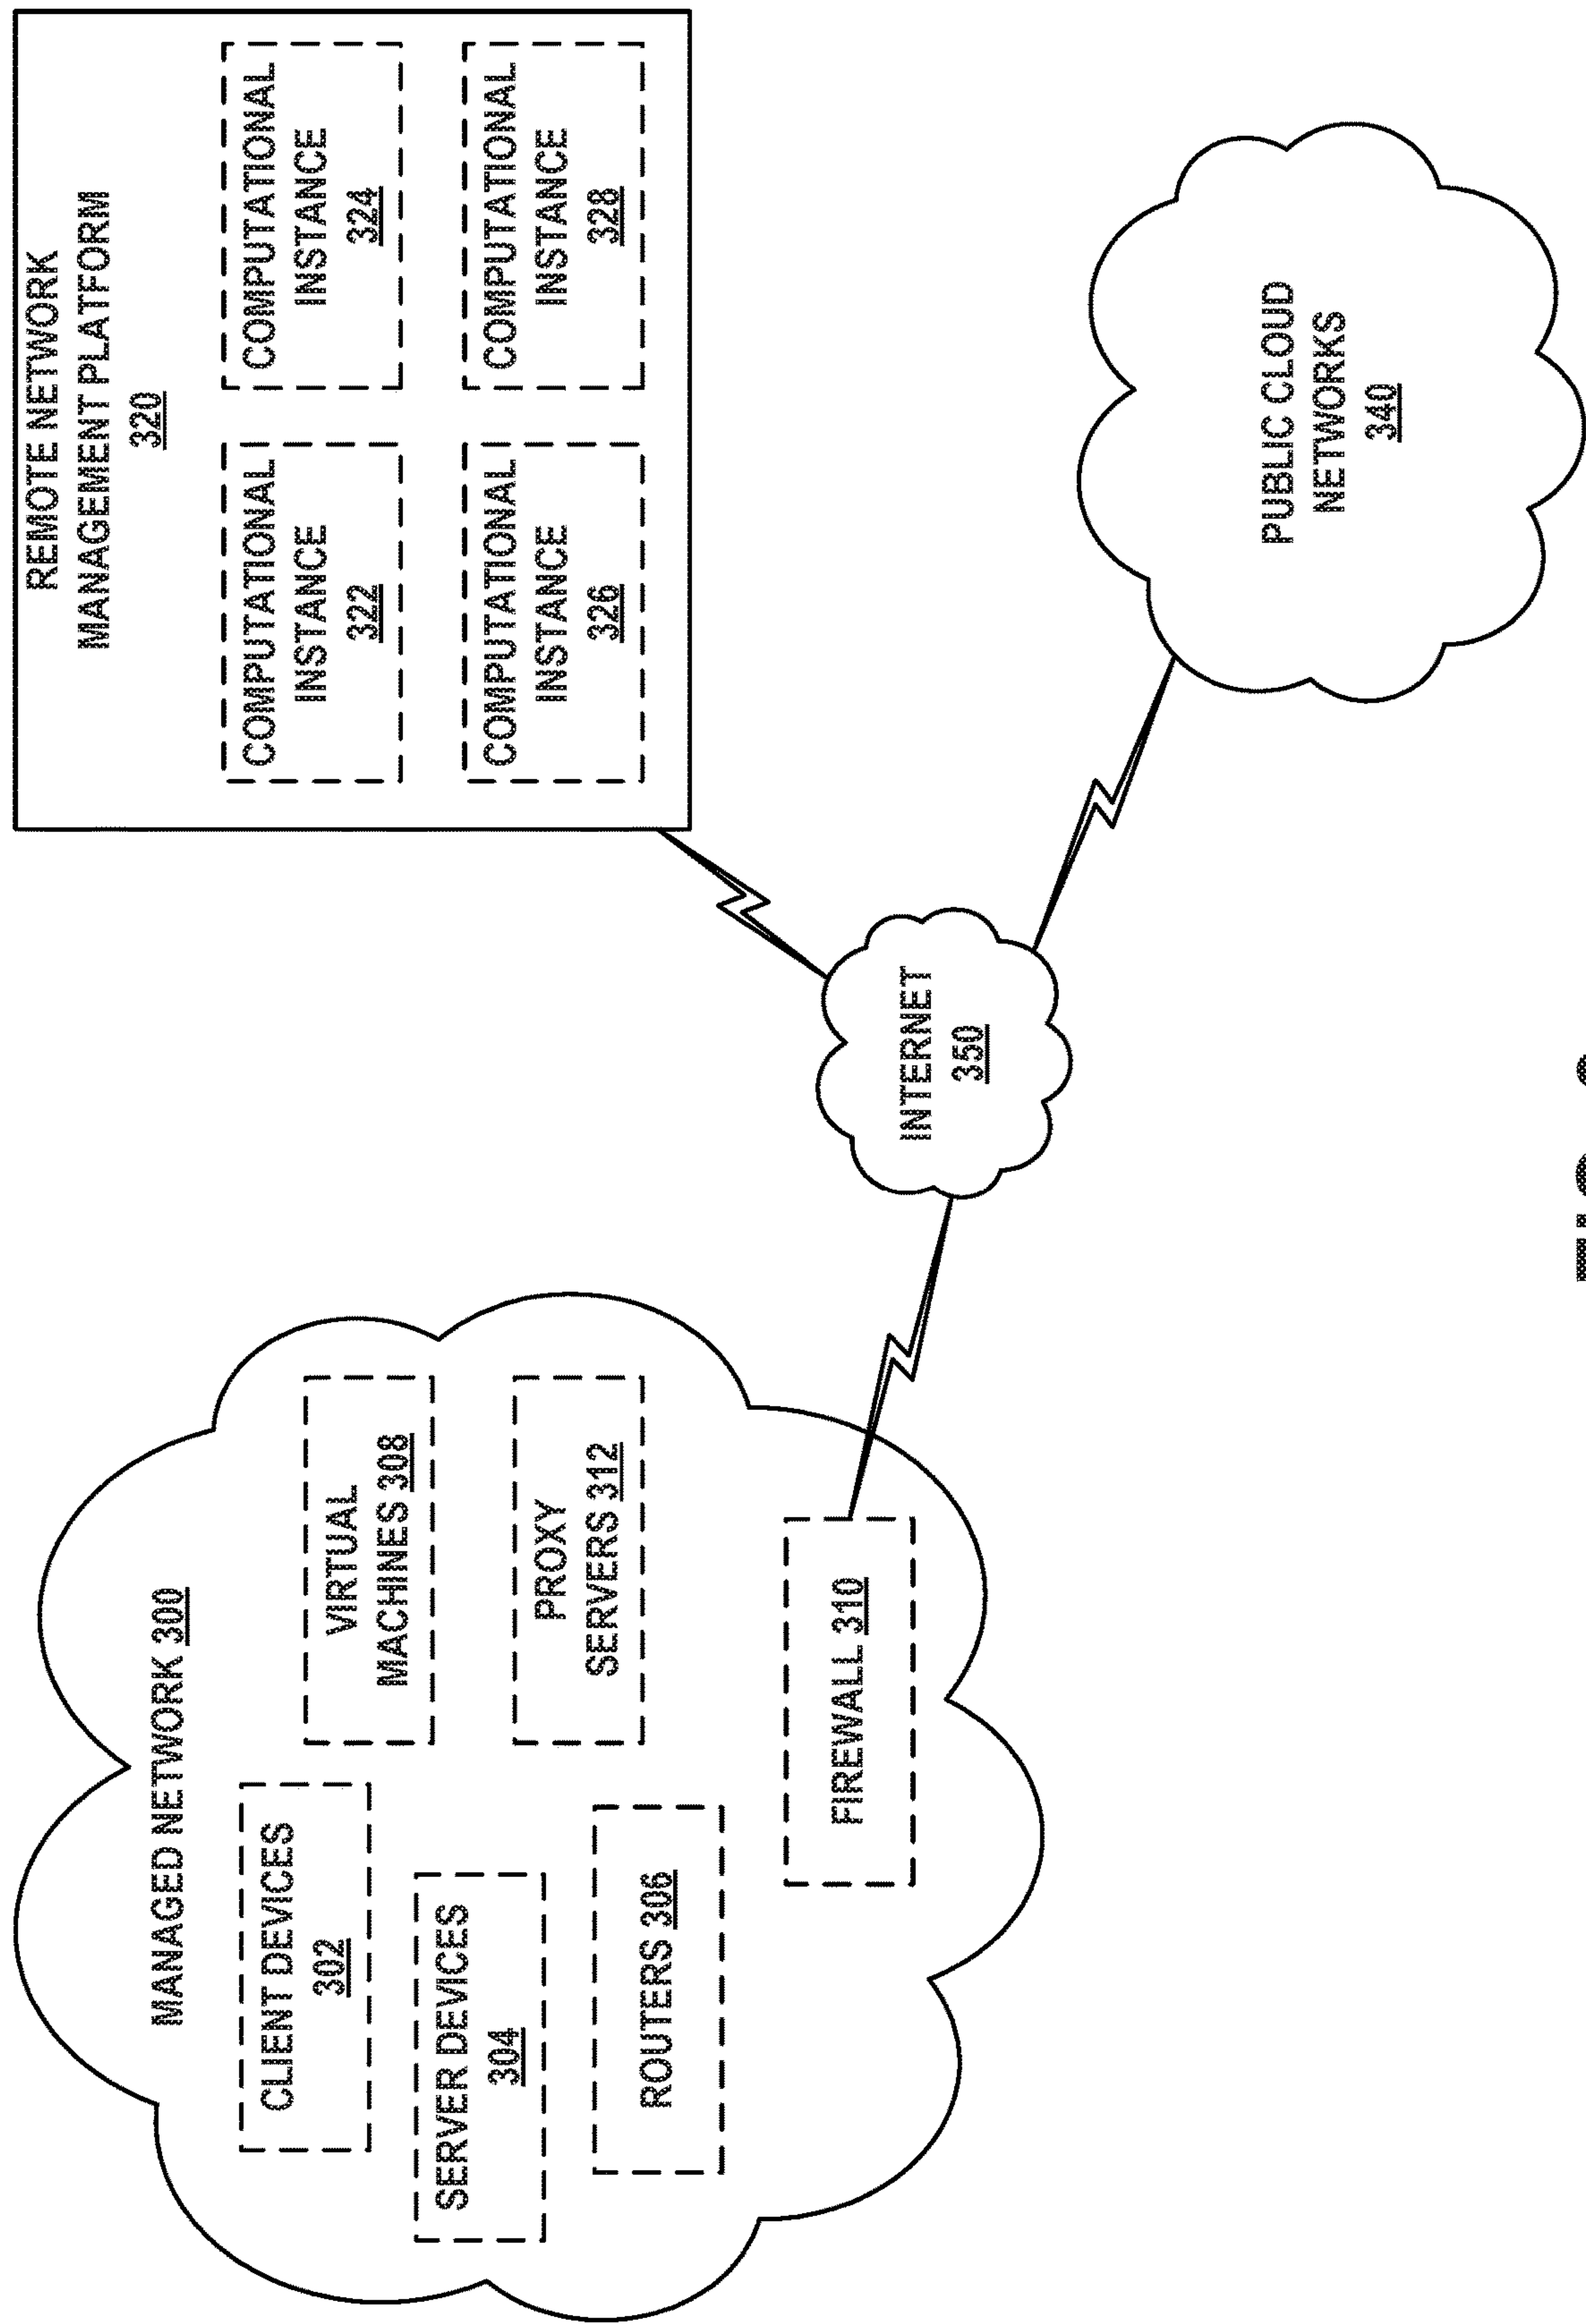 MANAGED NETWORK 300
CLIENT DEVICES
302
VIRTUAL
MACHINES 308
SERVER DEVICES
304
PROXY
SERVERS 312
ROUTERS 306
FIREWALL 310
INTERNET
350
REMOTE NETWORK
MANAGEMENT PLATFORM
320
COMPUTATIONAL
INSTANCE
322
COMPUTATIONAL
INSTANCE
324
COMPUTATIONAL
INSTANCE
326
COMPUTATIONAL
INSTANCE
328
PUBLIC CLOUD
NETWORKS
340